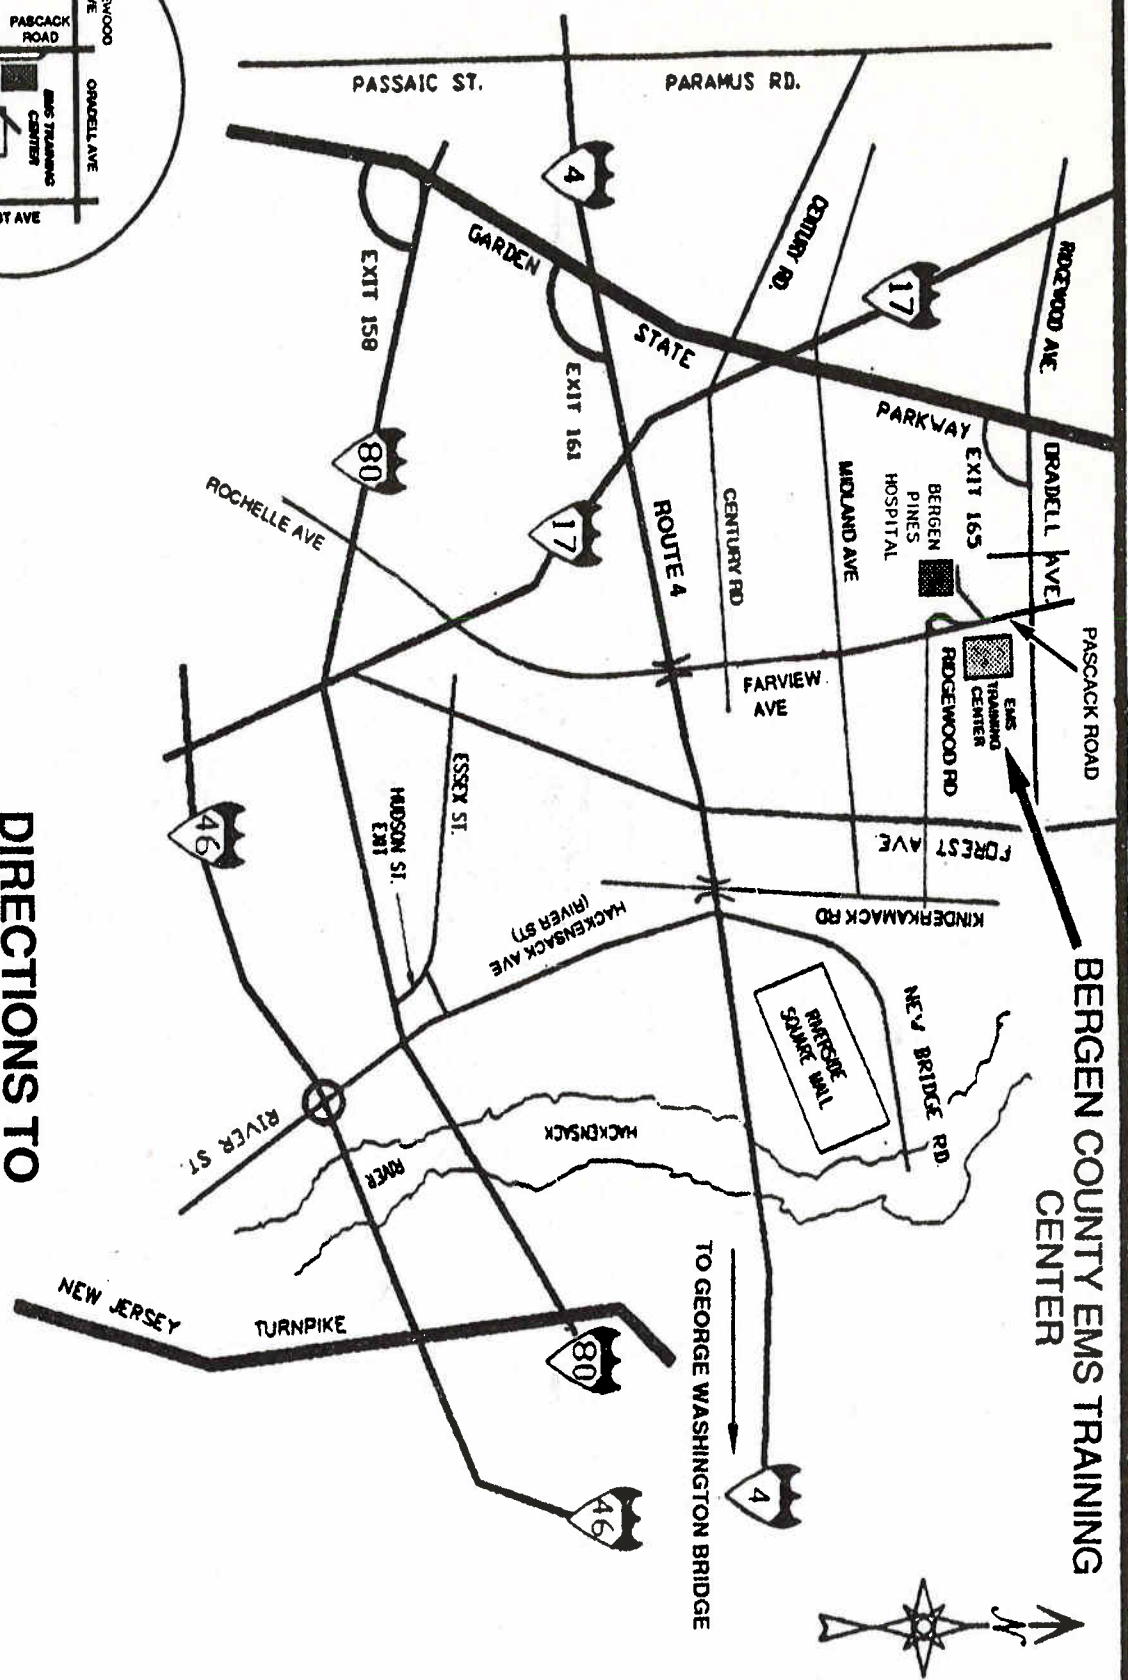 BERGEN COUNTY EMS TRAINING
CENTER
PASCACK ROAD
RIDGEWOOD AVE.
ORADELL AVE.
EXIT 165
BERGEN
PINES
HOSPITAL
EMS
TRAINING
CENTER
RIDGEWOOD RD
FOREST AVE
KINDERKAMACK RD
NEW BRIDGE RD.
17
PARKWAY
MIDLAND AVE
CENTURY RD.
CENTURY RD
FARVIEW
AVE
RIVERSIDE
SQUARE MALL
PARAMUS RD.
STATE
ROUTE 4
TO GEORGE WASHINGTON BRIDGE
4
4
GARDEN
EXIT 161
17
HACKENSACK AVE
(RIVER ST)
HACKENSACK
RIVER
80
46
PASSAIC ST.
EXIT 158
80
ESSEX ST.
HUDSON ST.
EXIT
ROCHELLE AVE
46
RIVER ST.
TURNPIKE
NEW JERSEY
DIRECTIONS TO
PASCACK
ROAD
ORADELL AVE
EMS TRAINING
CENTER